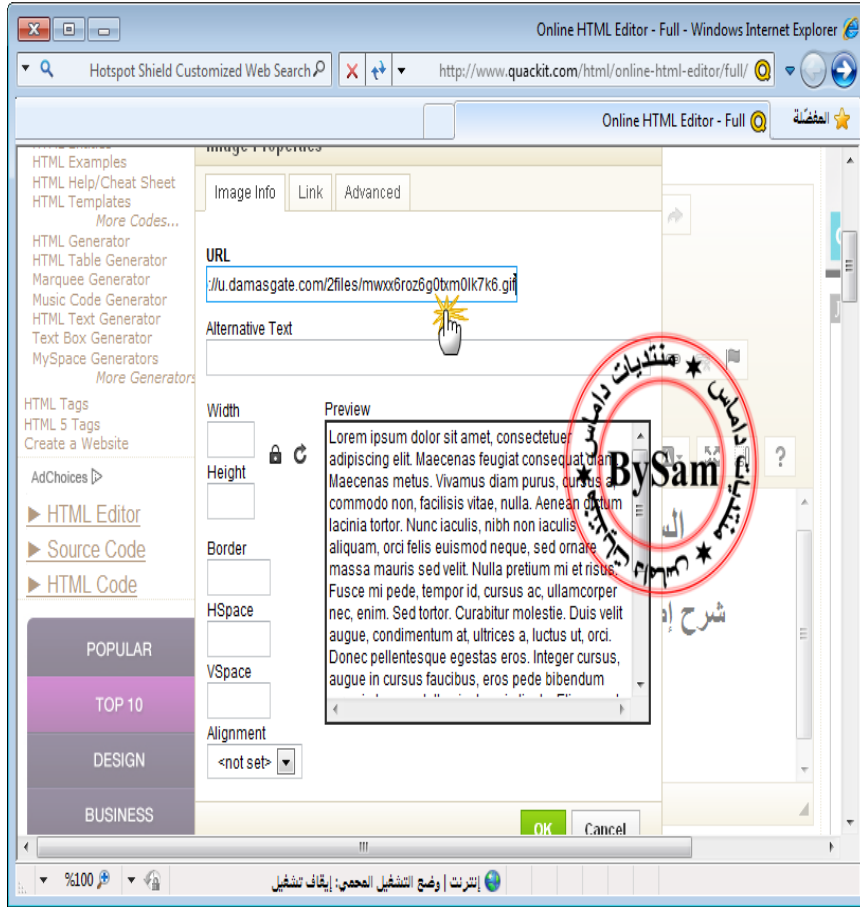 Online HTML Editor - Full - Windows Internet Explorer
Hotspot Shield Customized Web Search
http://www.quackit.com/html/online-html-editor/full/
Online HTML Editor - Full
المفضلة
HTML Examples
HTML Help/Cheat Sheet
HTML Templates
More Codes...
HTML Generator
HTML Table Generator
Marquee Generator
Music Code Generator
HTML Text Generator
Text Box Generator
MySpace Generators
More Generators
HTML Tags
HTML 5 Tags
Create a Website
AdChoices
HTML Editor
Source Code
HTML Code
POPULAR
TOP 10
DESIGN
BUSINESS
Image Properties
Image Info
Link
Advanced
URL
://u.damasgate.com/2files/mwxx6roz6g0txm0lk7k6.gif
Alternative Text
Width
Height
Border
HSpace
VSpace
Alignment
<not set>
Preview
Lorem ipsum dolor sit amet, consectetuer
adipiscing elit. Maecenas feugiat consequat diam.
Maecenas metus. Vivamus diam purus, cursus a,
commodo non, facilisis vitae, nulla. Aenean dictum
lacinia tortor. Nunc iaculis, nibh non iaculis
aliquam, orci felis euismod neque, sed ornare
massa mauris sed velit. Nulla pretium mi et risus.
Fusce mi pede, tempor id, cursus ac, ullamcorper
nec, enim. Sed tortor. Curabitur molestie. Duis velit
augue, condimentum at, ultrices a, luctus ut, orci.
Donec pellentesque egestas eros. Integer cursus,
augue in cursus faucibus, eros pede bibendum
OK
Cancel
منتديات داماس ★ منتديات داماس ★ منتديات داماس ★
BySam
?
شرح
%100
إنترنت | وضع التشغيل المحمي: إيقاف تشغيل